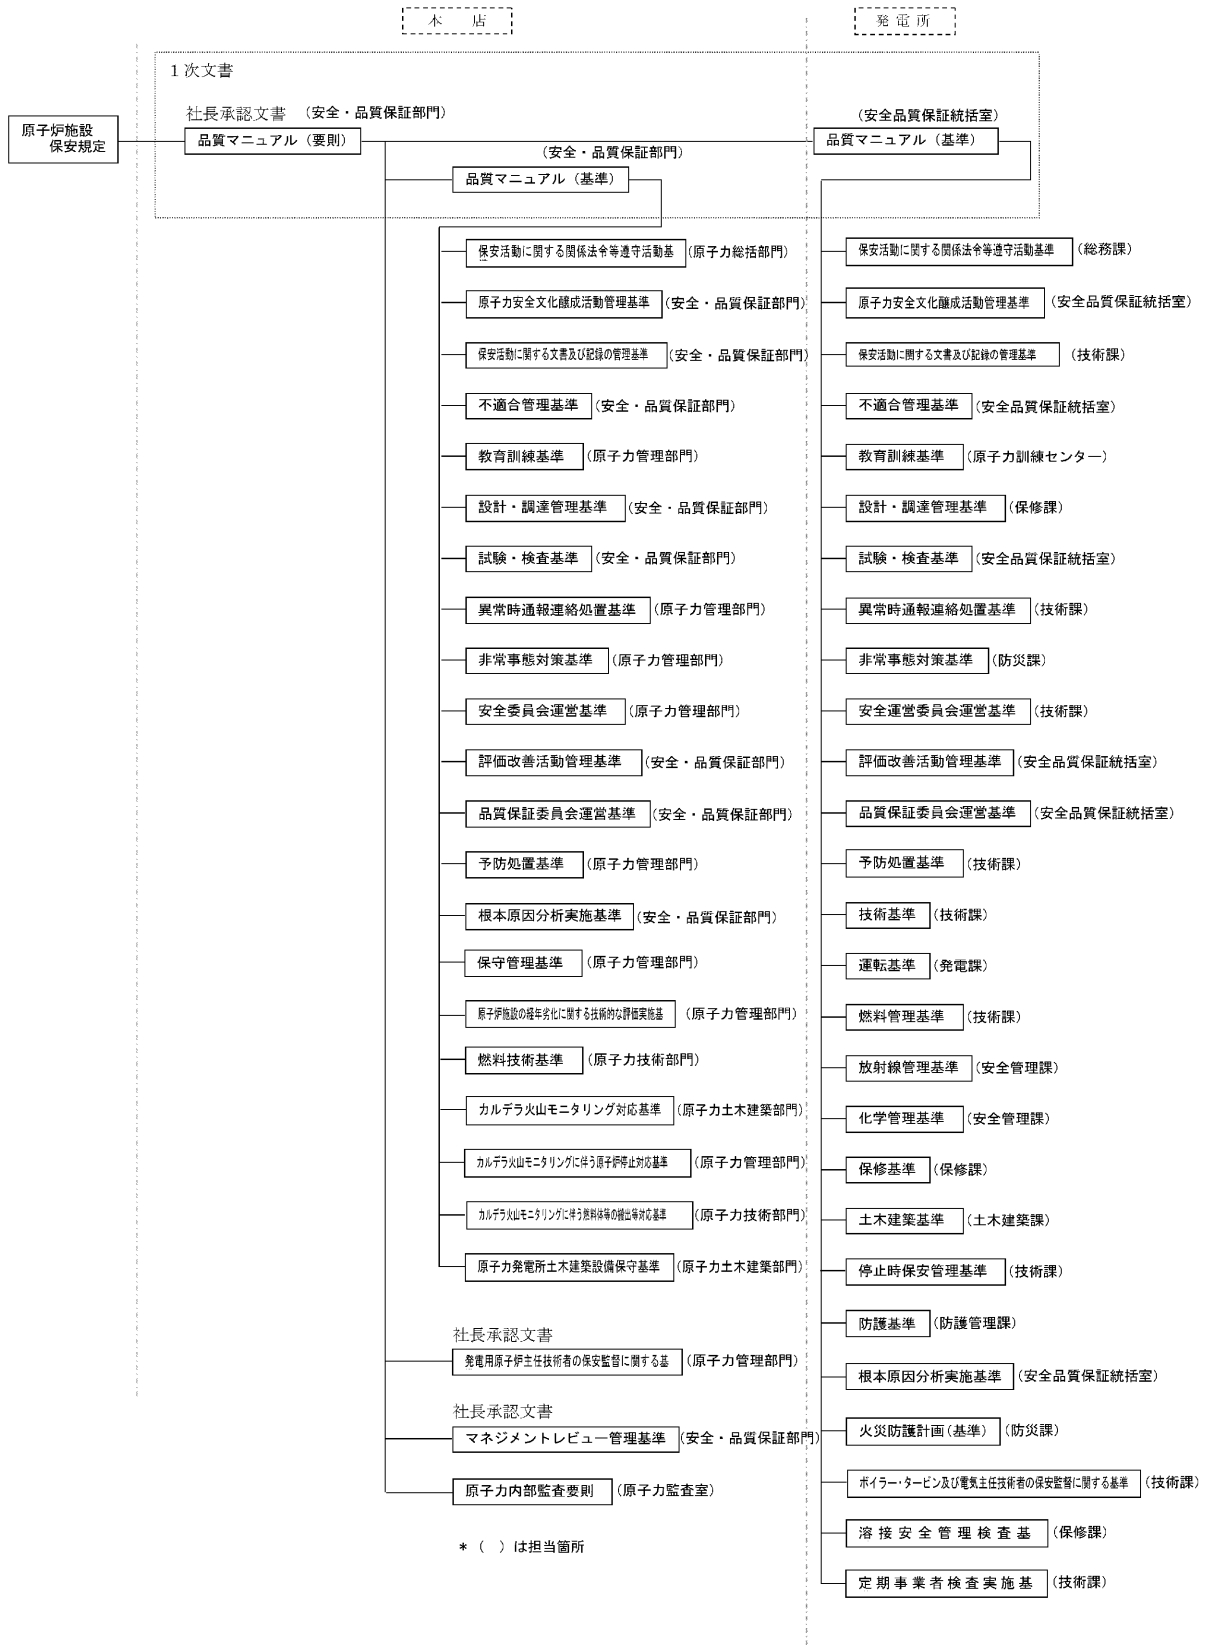 本　店
発電所
１次文書
社長承認文書　（安全・品質保証部門）
（安全品質保証統括室）
原子炉施設
保安規定
品質マニュアル（要則）
品質マニュアル（基準）
（安全・品質保証部門）
品質マニュアル（基準）
保安活動に関する関係法令等遵守活動基
（原子力総括部門）
原子力安全文化醸成活動管理基準
（安全・品質保証部門）
保安活動に関する文書及び記録の管理基準
（安全・品質保証部門）
不適合管理基準
（安全・品質保証部門）
教育訓練基準
（原子力管理部門）
設計・調達管理基準
（安全・品質保証部門）
試験・検査基準
（安全・品質保証部門）
異常時通報連絡処置基準
（原子力管理部門）
非常事態対策基準
（原子力管理部門）
安全委員会運営基準
（原子力管理部門）
評価改善活動管理基準
（安全・品質保証部門）
品質保証委員会運営基準
（安全・品質保証部門）
予防処置基準
（原子力管理部門）
根本原因分析実施基準
（安全・品質保証部門）
保守管理基準
（原子力管理部門）
原子炉施設の経年劣化に関する技術的な評価実施基
（原子力管理部門）
燃料技術基準
（原子力技術部門）
カルデラ火山モニタリング対応基準
（原子力土木建築部門）
カルデラ火山モニタリングに伴う原子炉停止対応基準
（原子力管理部門）
カルデラ火山モニタリングに伴う燃料体等の搬出等対応基準
（原子力技術部門）
原子力発電所土木建築設備保守基準
（原子力土木建築部門）
社長承認文書
発電用原子炉主任技術者の保安監督に関する基
（原子力管理部門）
社長承認文書
マネジメントレビュー管理基準
（安全・品質保証部門）
原子力内部監査要則
（原子力監査室）
＊（　）は担当箇所
保安活動に関する関係法令等遵守活動基準
（総務課）
原子力安全文化醸成活動管理基準
（安全品質保証統括室）
保安活動に関する文書及び記録の管理基準
（技術課）
不適合管理基準
（安全品質保証統括室）
教育訓練基準
（原子力訓練センター）
設計・調達管理基準
（保修課）
試験・検査基準
（安全品質保証統括室）
異常時通報連絡処置基準
（技術課）
非常事態対策基準
（防災課）
安全運営委員会運営基準
（技術課）
評価改善活動管理基準
（安全品質保証統括室）
品質保証委員会運営基準
（安全品質保証統括室）
予防処置基準
（技術課）
技術基準
（技術課）
運転基準
（発電課）
燃料管理基準
（技術課）
放射線管理基準
（安全管理課）
化学管理基準
（安全管理課）
保修基準
（保修課）
土木建築基準
（土木建築課）
停止時保安管理基準
（技術課）
防護基準
（防護管理課）
根本原因分析実施基準
（安全品質保証統括室）
火災防護計画（基準）
（防災課）
ボイラー・タービン及び電気主任技術者の保安監督に関する基準
（技術課）
溶接安全管理検査基
（保修課）
定期事業者検査実施基
（技術課）